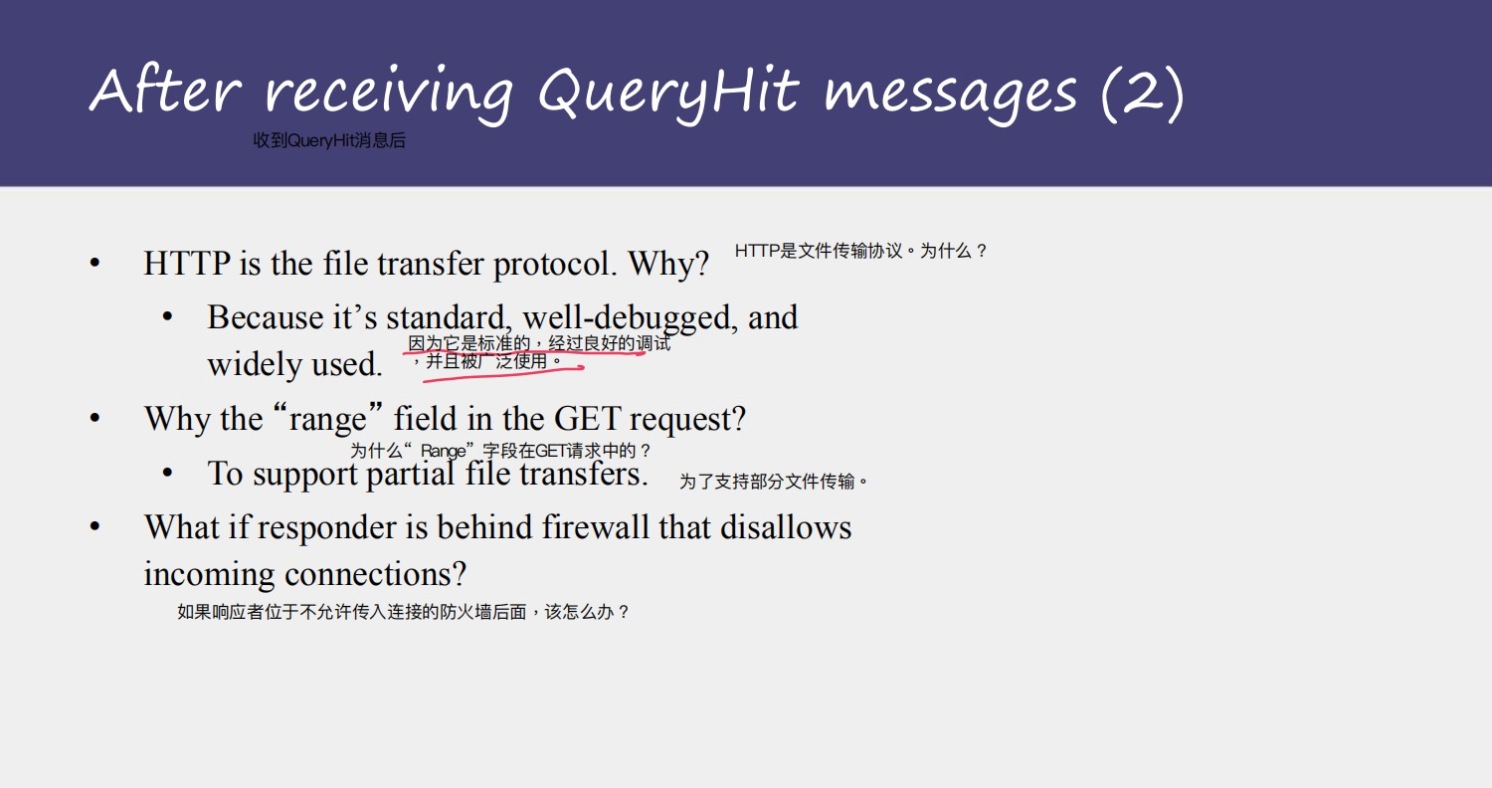 After receiving QueryHit messages (2)
收到QueryHit消息后
• HTTP is the file transfer protocol. Why?
HTTP是文件传输协议。为什么？
• Because it’s standard, well-debugged, and
因为它是标准的，经过良好的调试
widely used.
，并且被广泛使用。
• Why the “range” field in the GET request?
为什么“Range”字段在GET请求中的？
• To support partial file transfers.
为了支持部分文件传输。
• What if responder is behind firewall that disallows
incoming connections?
如果响应者位于不允许传入连接的防火墙后面，该怎么办？